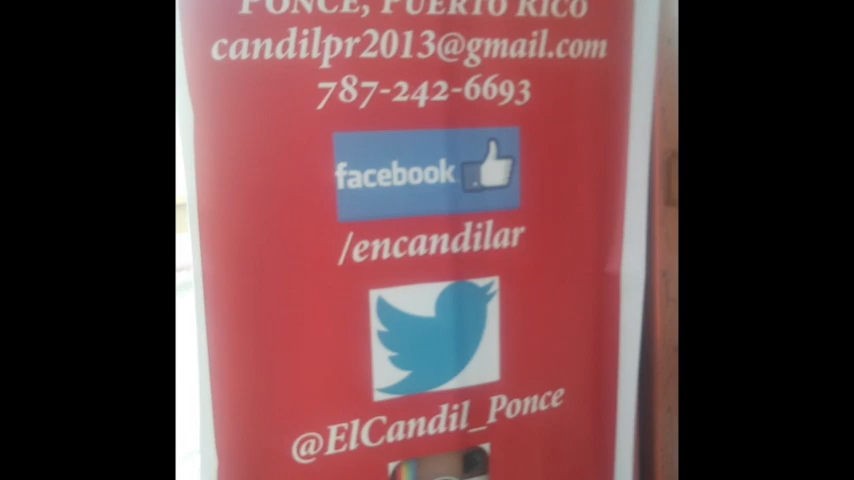 PONCE, PUERTO RICO
candilpr2013@gmail.com
787-242-6693
facebook
/encandilar
@ElCandil_Ponce